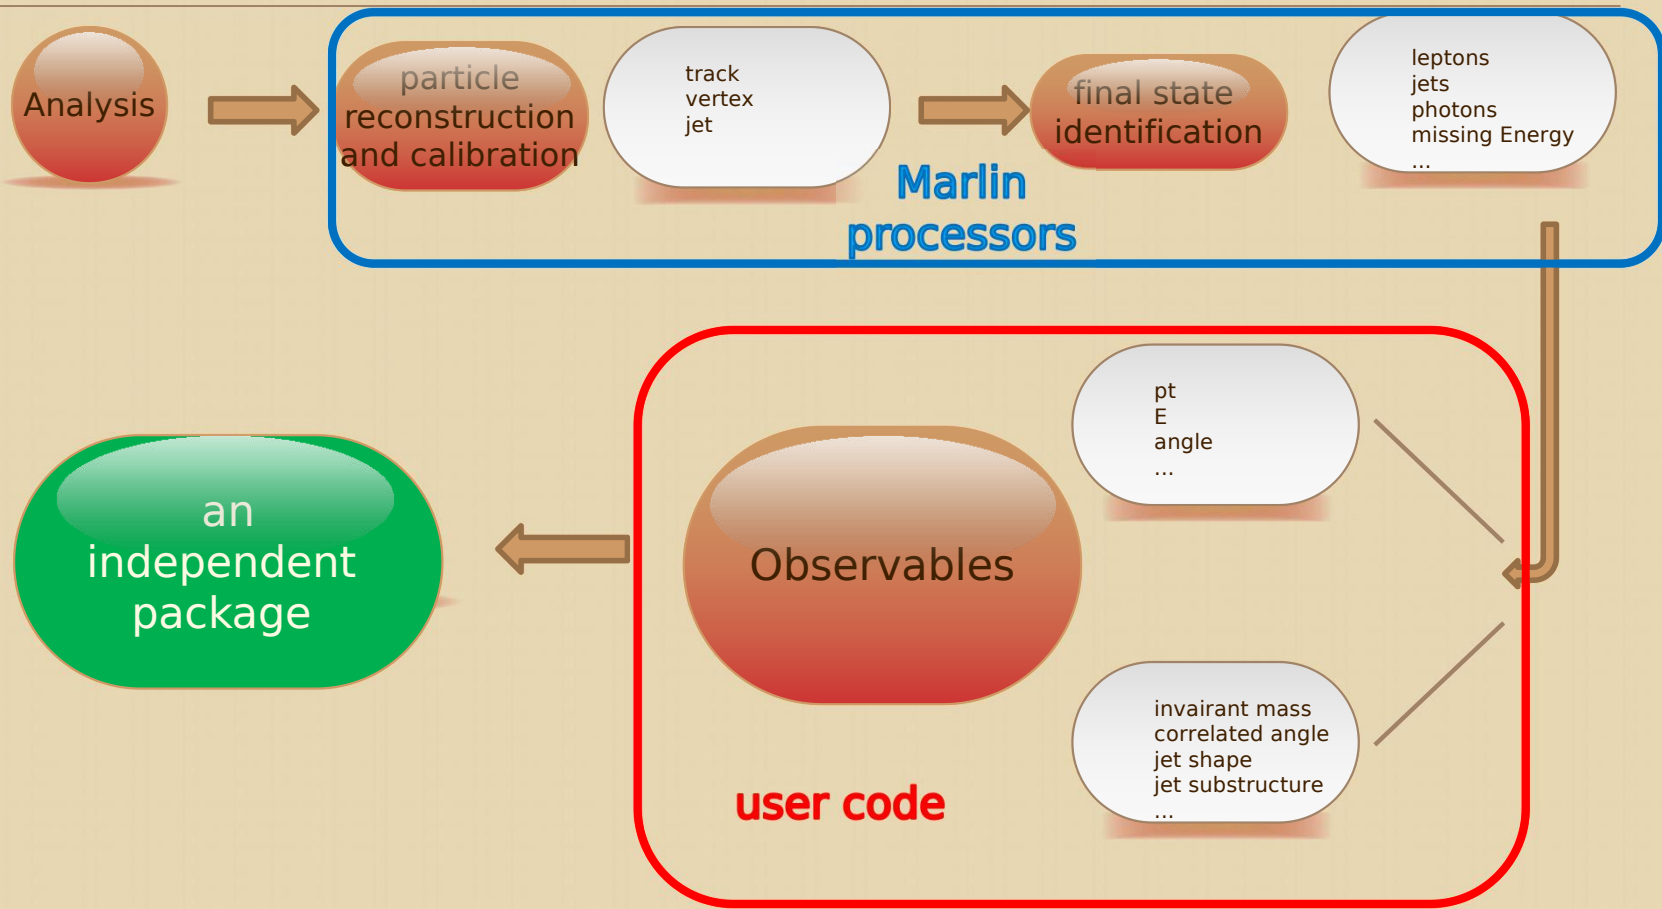 Analysis
particle
reconstruction
and calibration
track
vertex
jet
final state
identification
leptons
jets
photons
missing Energy
...
Marlin
processors
pt
E
angle
...
Observables
an
independent
package
invairant mass
correlated angle
jet shape
jet substructure
...
user code